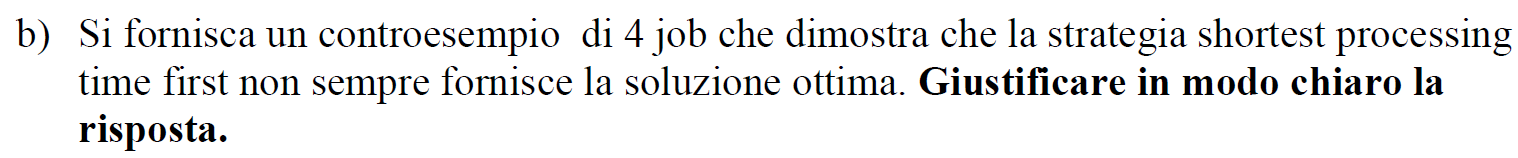 b) Si fornisca un controesempio di 4 job che dimostra che la strategia shortest processing
time first non sempre fornisce la soluzione ottima. Giustificare in modo chiaro la
risposta.